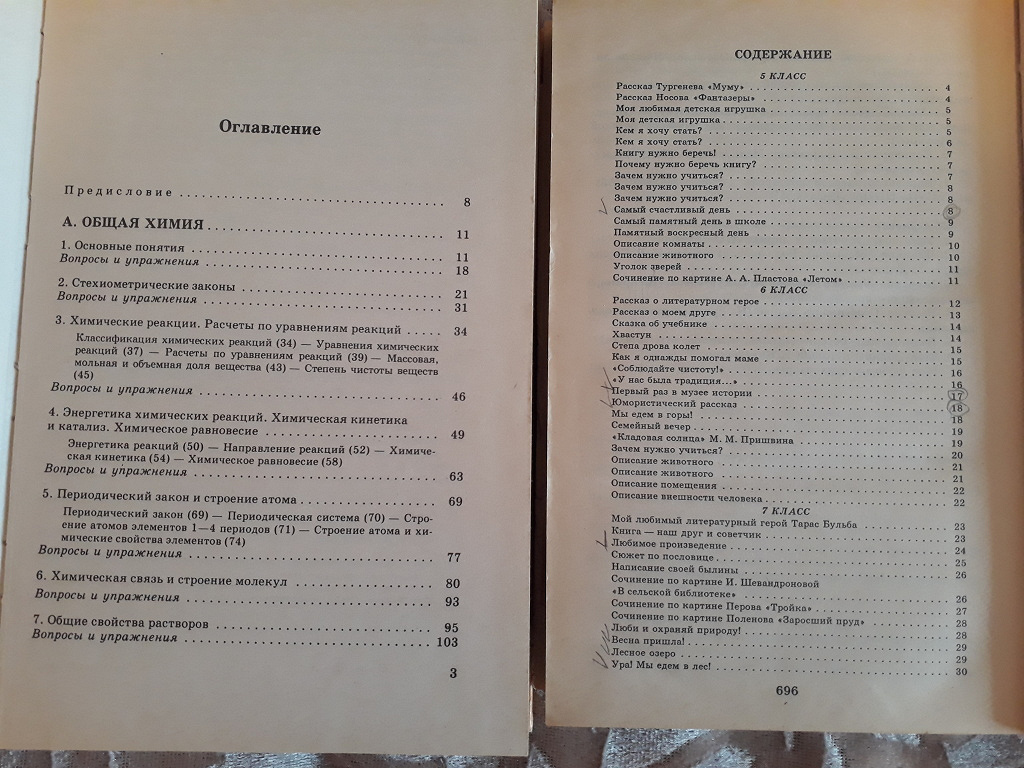 Оглавление
Предисловие 8
А. ОБЩАЯ ХИМИЯ 11
1. Основные понятия 11
Вопросы и упражнения 18
2. Стехиометрические законы 21
Вопросы и упражнения 31
3. Химические реакции. Расчеты по уравнениям реакций 34
Классификация химических реакций (34) — Уравнения химических
реакций (37) — Расчеты по уравнениям реакций (39) — Массовая,
мольная и объемная доля вещества (43) — Степень чистоты веществ
(45)
Вопросы и упражнения 46
4. Энергетика химических реакций. Химическая кинетика
и катализ. Химическое равновесие 49
Энергетика реакций (50) — Направление реакций (52) — Химиче-
ская кинетика (54) — Химическое равновесие (58)
Вопросы и упражнения 63
5. Периодический закон и строение атома 69
Периодический закон (69) — Периодическая система (70) — Стро-
ение атомов элементов 1—4 периодов (71) — Строение атома и хи-
мические свойства элементов (74)
Вопросы и упражнения 77
6. Химическая связь и строение молекул 80
Вопросы и упражнения 93
7. Общие свойства растворов 95
Вопросы и упражнения 103
3
СОДЕРЖАНИЕ
5 КЛАСС
Рассказ Тургенева «Муму» 4
Рассказ Носова «Фантазеры» 4
Моя любимая детская игрушка 5
Моя детская игрушка 5
Кем я хочу стать? 5
Кем я хочу стать? 6
Книгу нужно беречь! 7
Почему нужно беречь книгу? 7
Зачем нужно учиться? 7
Зачем нужно учиться? 8
Зачем нужно учиться? 8
Самый счастливый день 8
Самый памятный день в школе 9
Памятный воскресный день 9
Описание комнаты 10
Описание животного 10
Уголок зверей 11
Сочинение по картине А. А. Пластова «Летом» 11
6 КЛАСС
Рассказ о литературном герое 12
Рассказ о моем друге 13
Сказка об учебнике 14
Хвастун 14
Степа дрова колет 15
Как я однажды помогал маме 15
«Соблюдайте чистоту!» 16
«У нас была традиция...» 16
Первый раз в музее истории 17
Юмористический рассказ 18
Мы едем в горы! 18
Семейный вечер 19
«Кладовая солнца» М. М. Пришвина 19
Зачем нужно учиться? 20
Описание животного 21
Описание животного 21
Описание помещения 22
Описание внешности человека 22
7 КЛАСС
Мой любимый литературный герой Тарас Бульба 23
Книга — наш друг и советчик 23
Любимое произведение 24
Сюжет по пословице 25
Написание своей былины 26
Сочинение по картине И. Шевандроновой
«В сельской библиотеке» 26
Сочинение по картине Перова «Тройка» 27
Сочинение по картине Поленова «Заросший пруд» 28
Люби и охраняй природу! 28
Весна пришла! 29
Лесное озеро 29
Ура! Мы едем в лес! 30
696